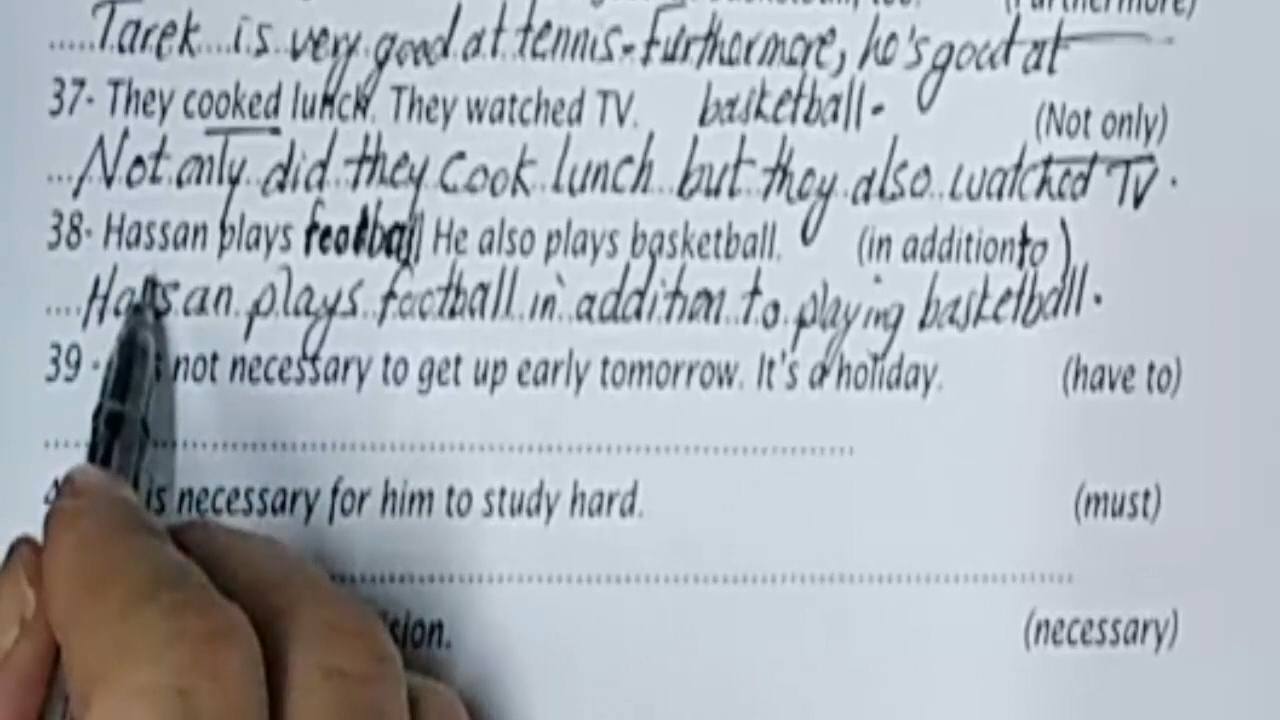 (Furthermore)
Tarek is very good at tennis. Furthermore, he's good at
basketball.
37- They cooked lunch. They watched TV. (Not only)
Not only did they cook lunch but they also watched TV.
38- Hassan plays football He also plays basketball. (in addition to)
Hassan plays football in addition to playing basketball.
39 - not necessary to get up early tomorrow. It's a holiday. (have to)
is necessary for him to study hard. (must)
(necessary)